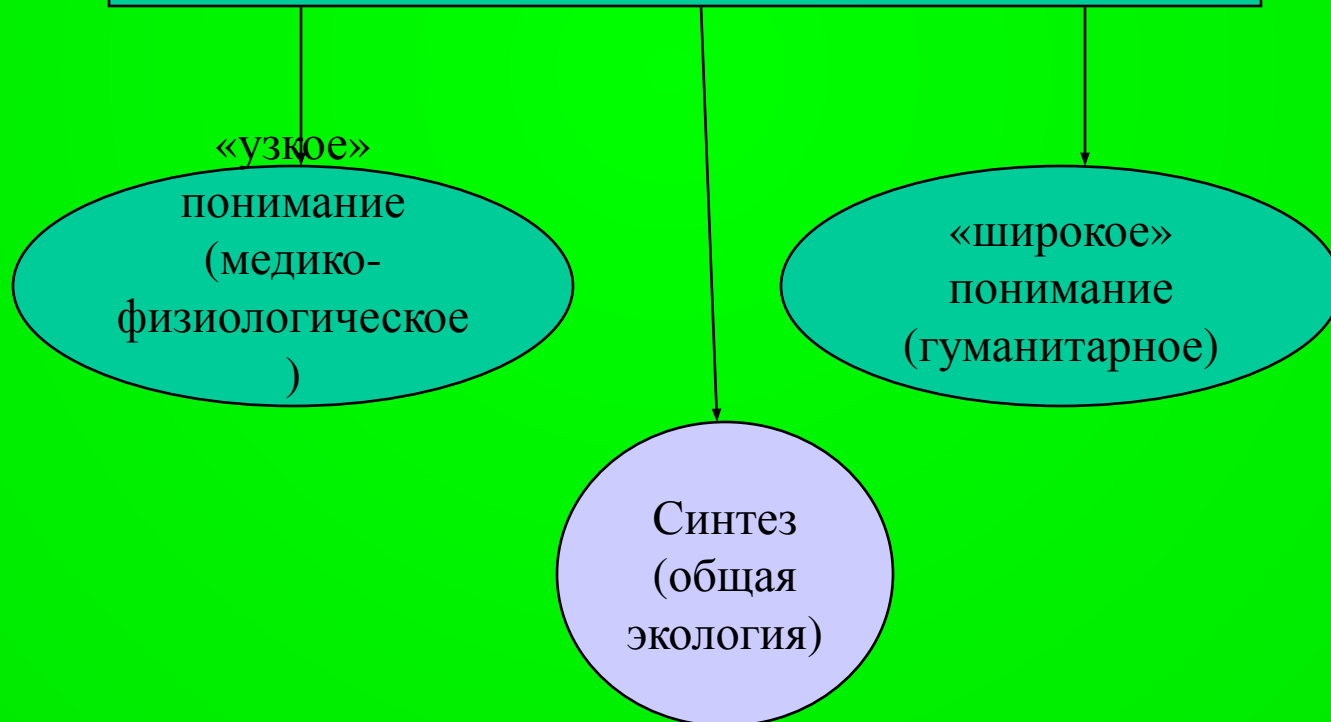 «узкое»
понимание
(медико-
физиологическое
)
«широкое»
понимание
(гуманитарное)
Синтез
(общая
экология)